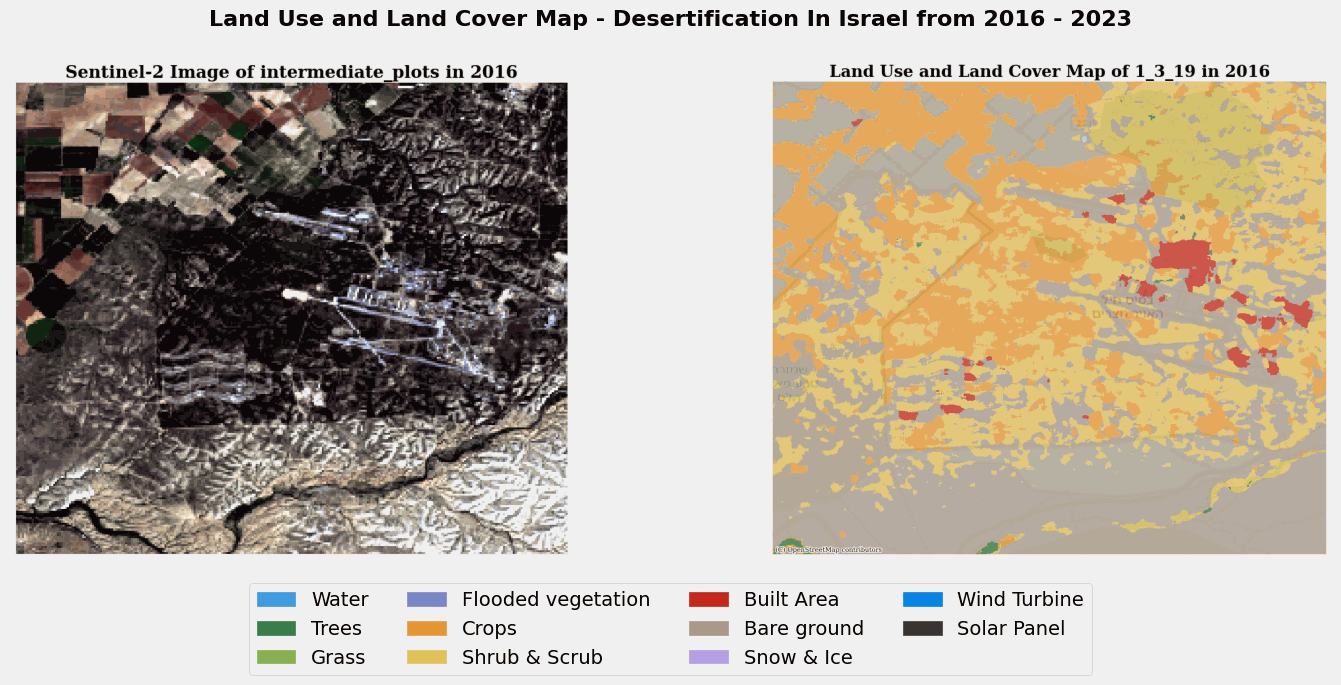 Land Use and Land Cover Map - Desertification In Israel from 2016 - 2023
Sentinel-2 Image of intermediate_plots in 2016
Land Use and Land Cover Map of 1_3_19 in 2016
(C) OpenStreetMap contributors
Water
Trees
Grass
Flooded vegetation
Crops
Shrub & Scrub
Built Area
Bare ground
Snow & Ice
Wind Turbine
Solar Panel